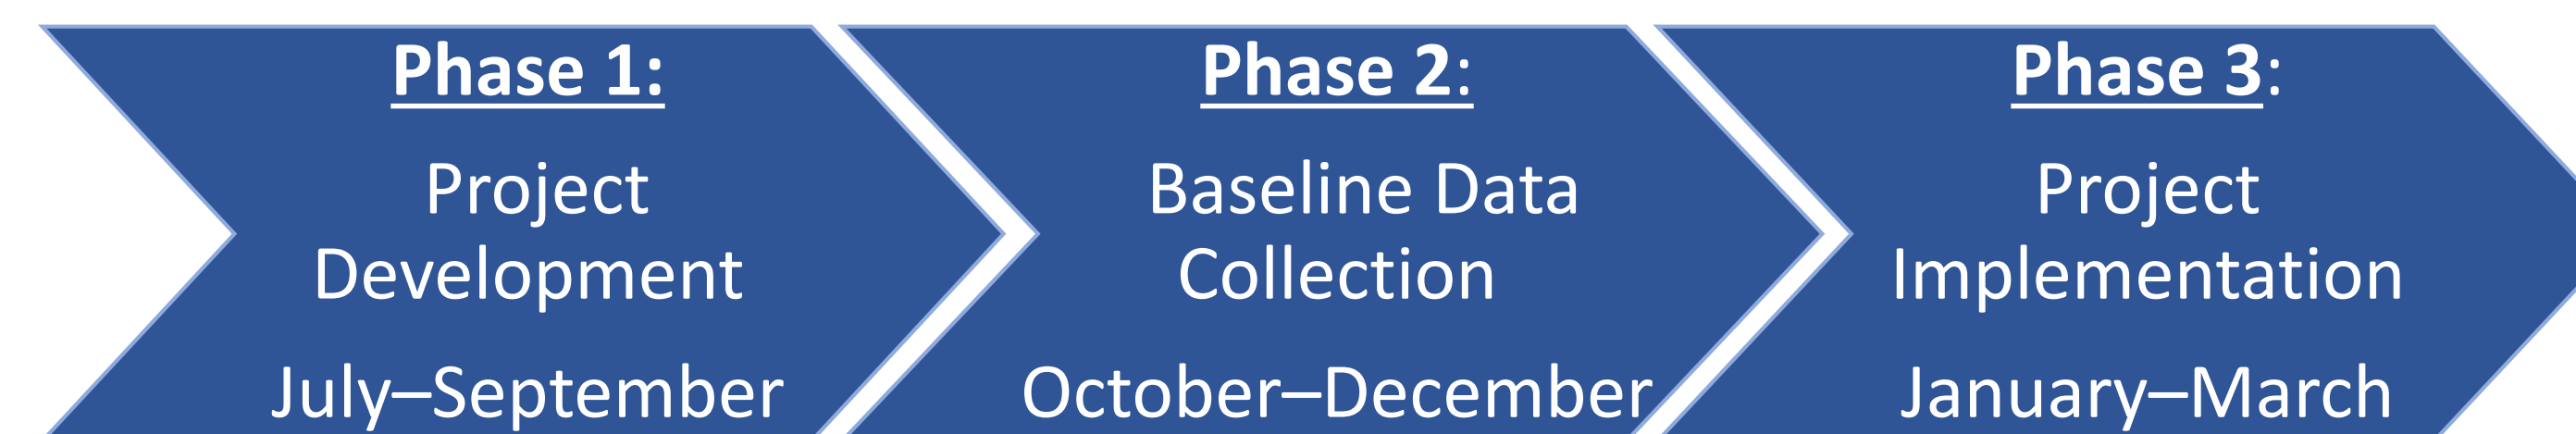 Phase 1:
Project
Development
July–September
Phase 2:
Baseline Data
Collection
October–December
Phase 3:
Project
Implementation
January–March